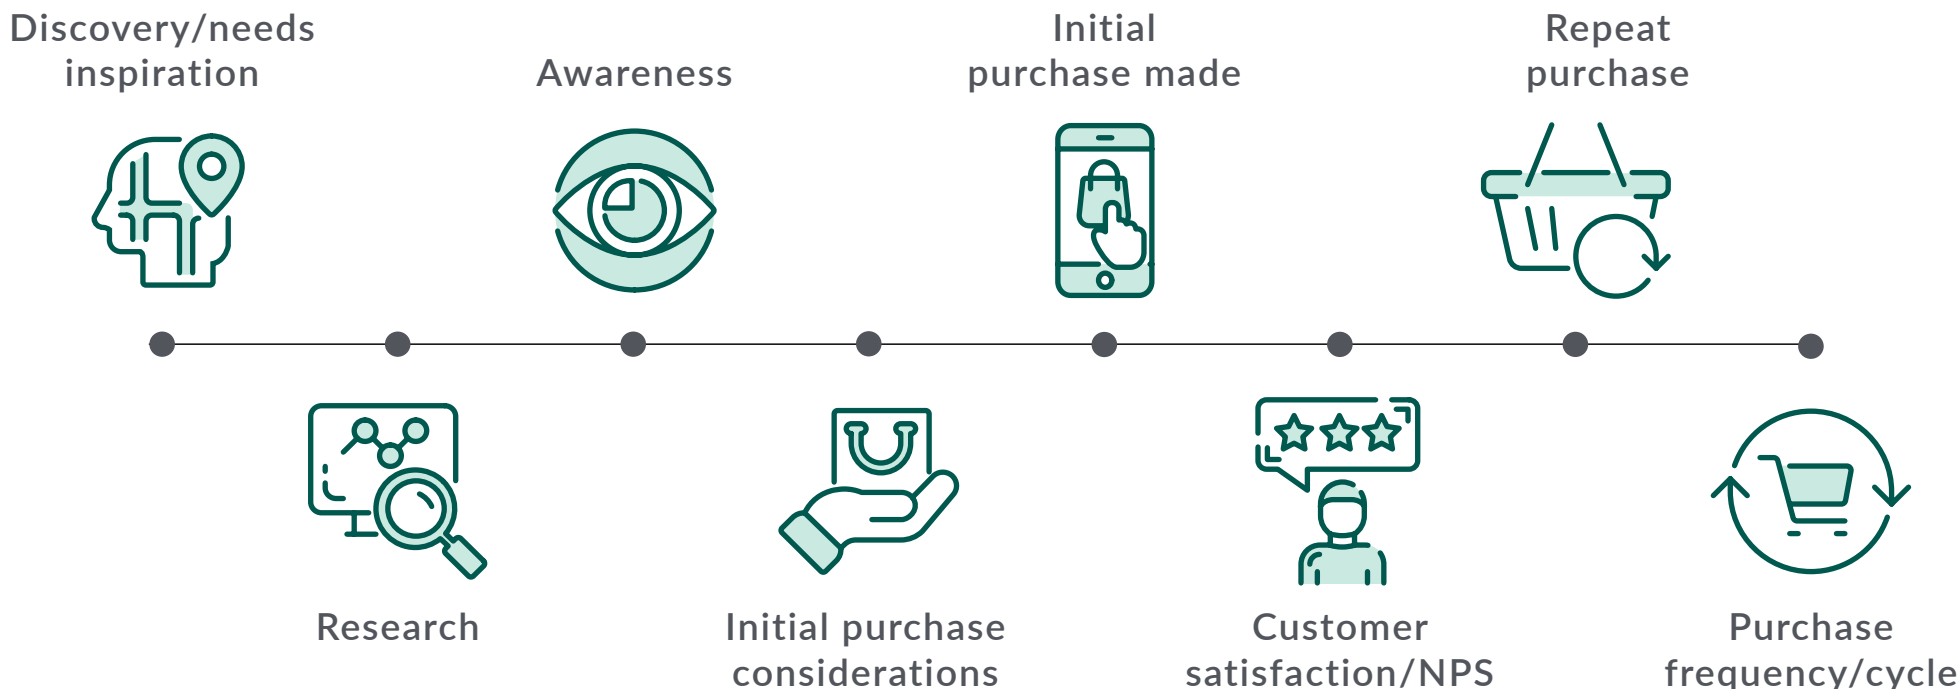 Discovery/needs
inspiration
Awareness
Initial
purchase made
Repeat
purchase
Research
Initial purchase
considerations
Customer
satisfaction/NPS
Purchase
frequency/cycle